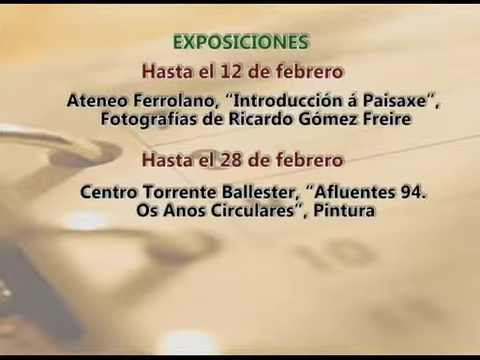 EXPOSICIONES
Hasta el 12 de febrero
Ateneo Ferrolano, “Introducción á Paisaxe”,
Fotografías de Ricardo Gómez Freire
Hasta el 28 de febrero
Centro Torrente Ballester, “Afluentes 94.
Os Anos Circulares”, Pintura
10